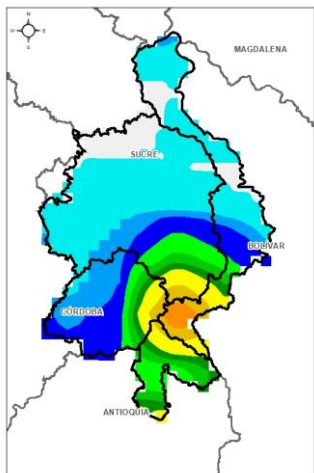 N
W E
S
MAGDALENA
SUCRE
BOLIVAR
CÓRDOBA
ANTIOQUIA